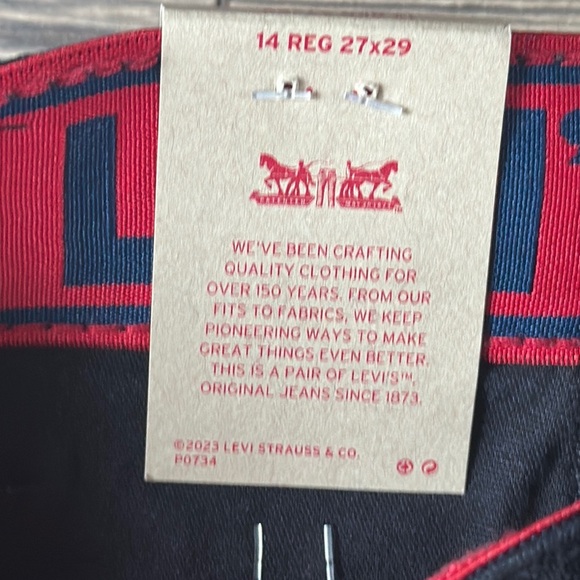 14 REG 27x29
WE'VE BEEN CRAFTING
QUALITY CLOTHING FOR
OVER 150 YEARS. FROM OUR
FITS TO FABRICS, WE KEEP
PIONEERING WAYS TO MAKE
GREAT THINGS EVEN BETTER.
THIS IS A PAIR OF LEVI'S™.
ORIGINAL JEANS SINCE 1873.
©2023 LEVI STRAUSS & CO.
P0734